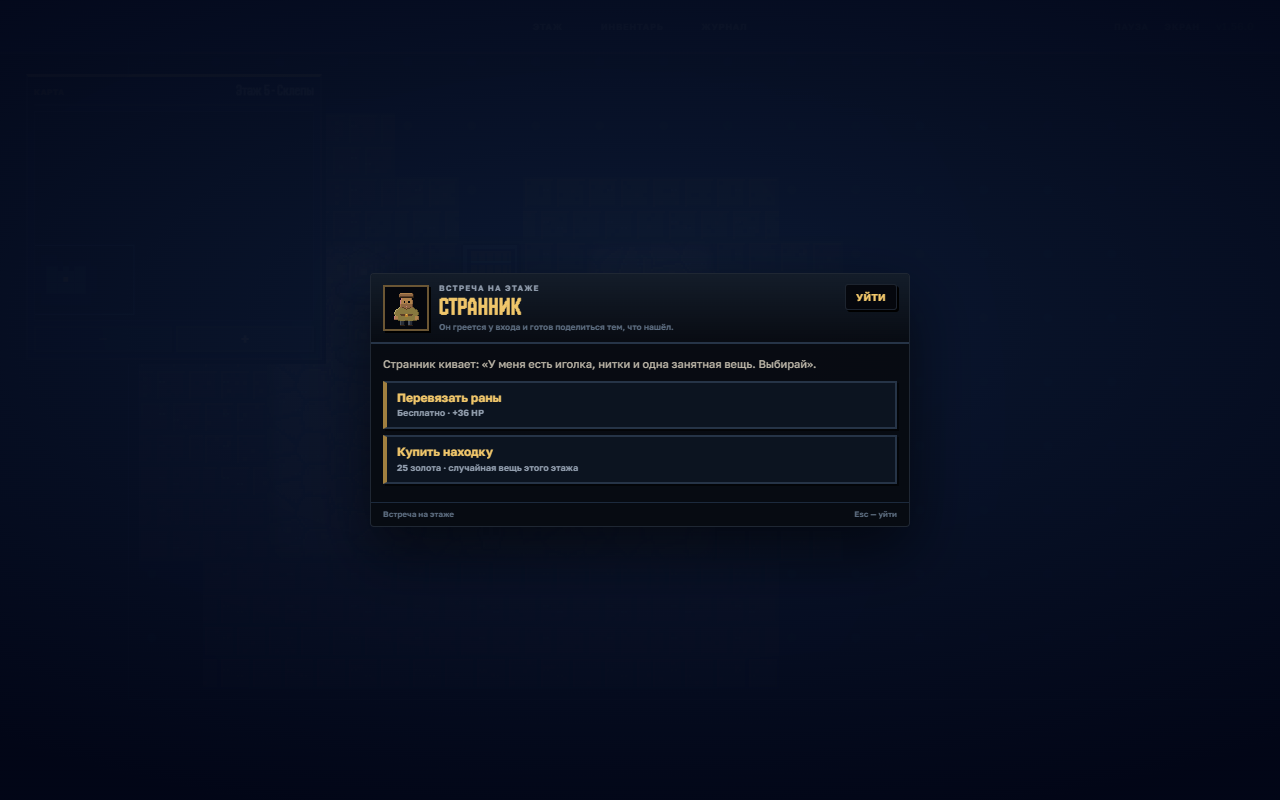 ВСТРЕЧА НА ЭТАЖЕ
СТРАННИК
Он греется у входа и готов поделиться тем, что нашёл.
УЙТИ
Странник кивает: «У меня есть иголка, нитки и одна занятная вещь. Выбирай».
Перевязать раны
Бесплатно · +36 HP
Купить находку
25 золота · случайная вещь этого этажа
Встреча на этаже
Esc — уйти